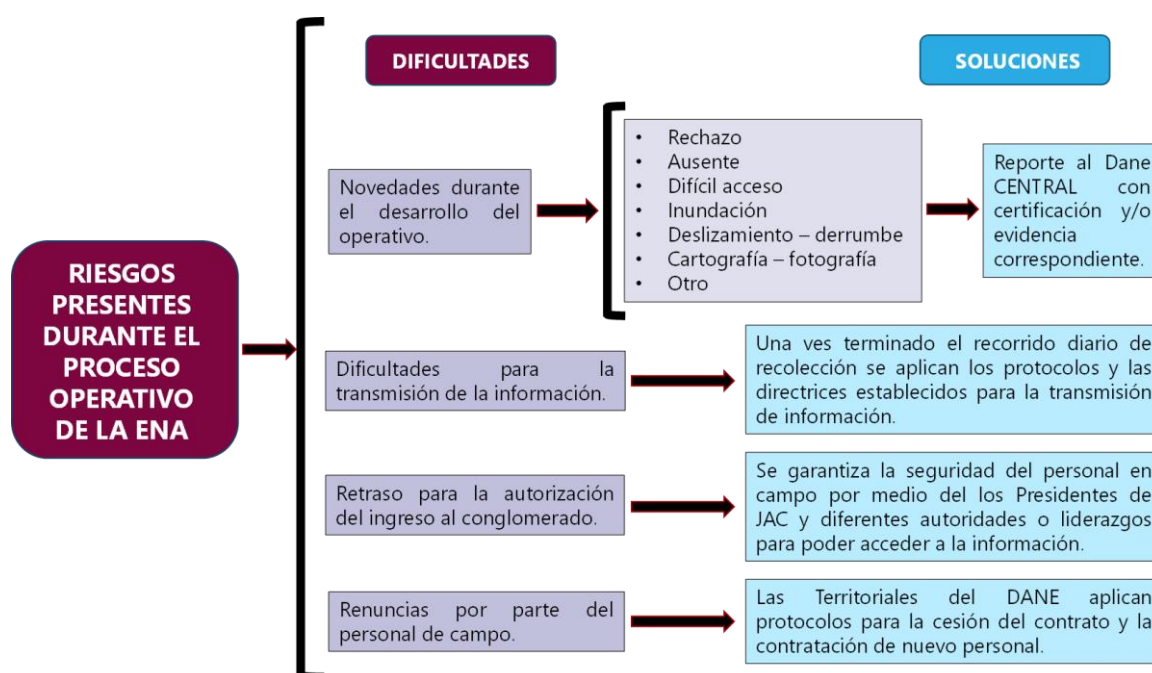 DIFICULTADES
SOLUCIONES
RIESGOS
PRESENTES
DURANTE EL
PROCESO
OPERATIVO
DE LA ENA
Novedades durante
el desarrollo del
operativo.
• Rechazo
• Ausente
• Difícil acceso
• Inundación
• Deslizamiento – derrumbe
• Cartografía – fotografía
• Otro
Reporte al Dane
CENTRAL con
certificación y/o
evidencia
correspondiente.
Dificultades para la
transmisión de la información.
Una ves terminado el recorrido diario de
recolección se aplican los protocolos y las
directrices establecidos para la transmisión
de información.
Retraso para la autorización
del ingreso al conglomerado.
Se garantiza la seguridad del personal en
campo por medio del los Presidentes de
JAC y diferentes autoridades o liderazgos
para poder acceder a la información.
Renuncias por parte del
personal de campo.
Las Territoriales del DANE aplican
protocolos para la cesión del contrato y la
contratación de nuevo personal.